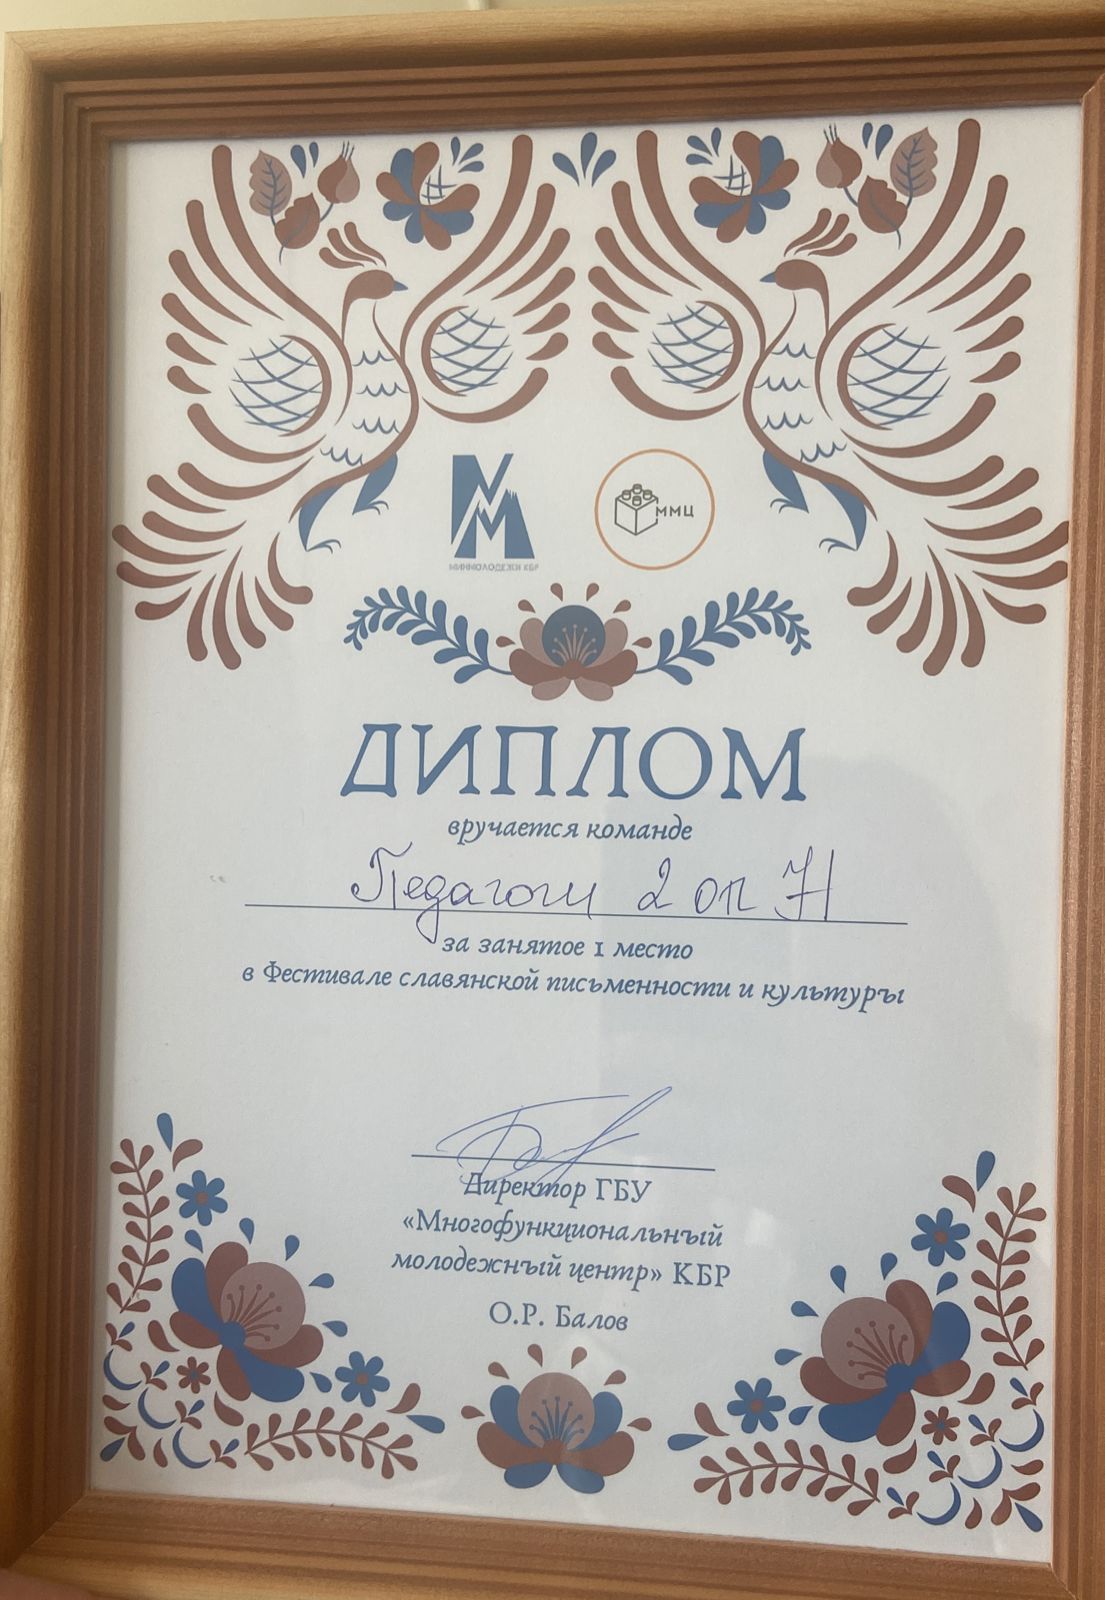 МИНМОЛОДЕЖИ КБР
ММЦ
ДИПЛОМ
вручается команде
Педагоги 2 оп Н
за занятое 1 место
в Фестивале славянской письменности и культуры
Директор ГБУ
«Многофункциональный
молодежный центр» КБР
О.Р. Балов